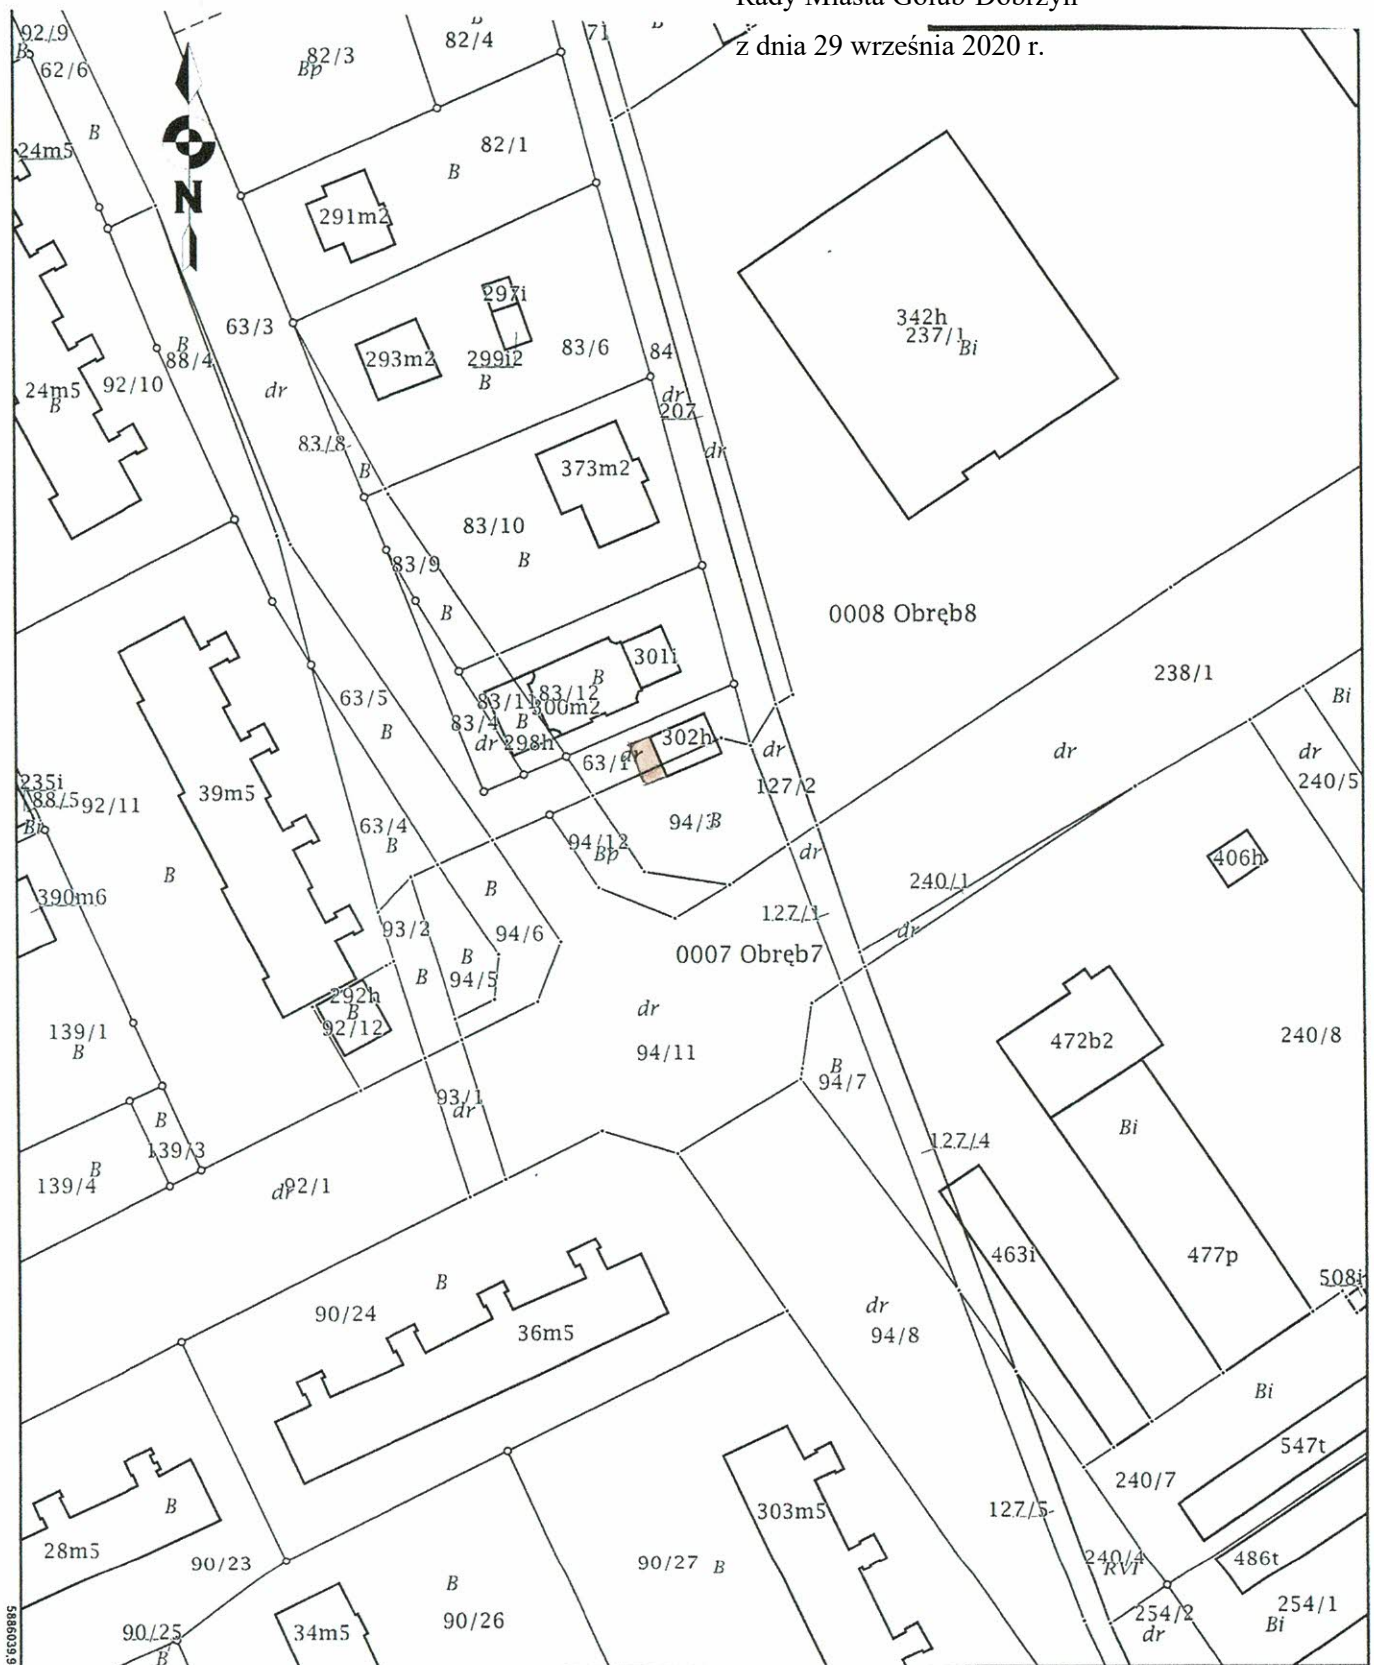 Rady Miasta Golub-Dobrzyń
z dnia 29 września 2020 r.
92/9
B
62/6
B
24m5
N
82/3
Bp
82/4
B
71
B
82/1
B
291m2
63/3
dr
297i
293m2
299i2
B
83/6
84
dr
207
dr
342h
237/1
Bi
B
88/4
92/10
24m5
B
83/8
B
373m2
83/10
B
83/9
B
0008 Obręb8
301i
B
83/12
300m2
83/11
B
83/4
dr
298h
63/1
dr
302h
dr
127/2
238/1
Bi
dr
dr
240/5
63/5
B
39m5
235i
88/5
92/11
Bi
B
63/4
B
94/3
B
94/12
Bp
dr
406h
240/1
dr
390m6
B
93/2
94/6
B
94/5
B
127/1
0007 Obręb7
292h
B
92/12
dr
94/11
139/1
B
472b2
240/8
B
94/7
93/1
dr
Bi
B
139/3
127/4
B
139/4
dr
92/1
463i
477p
508i
B
90/24
36m5
dr
94/8
Bi
547t
240/7
B
28m5
90/23
303m5
127/5
240/4
RVI
486t
90/27
B
B
90/26
254/2
dr
254/1
Bi
90/25
B
34m5
5886039.9